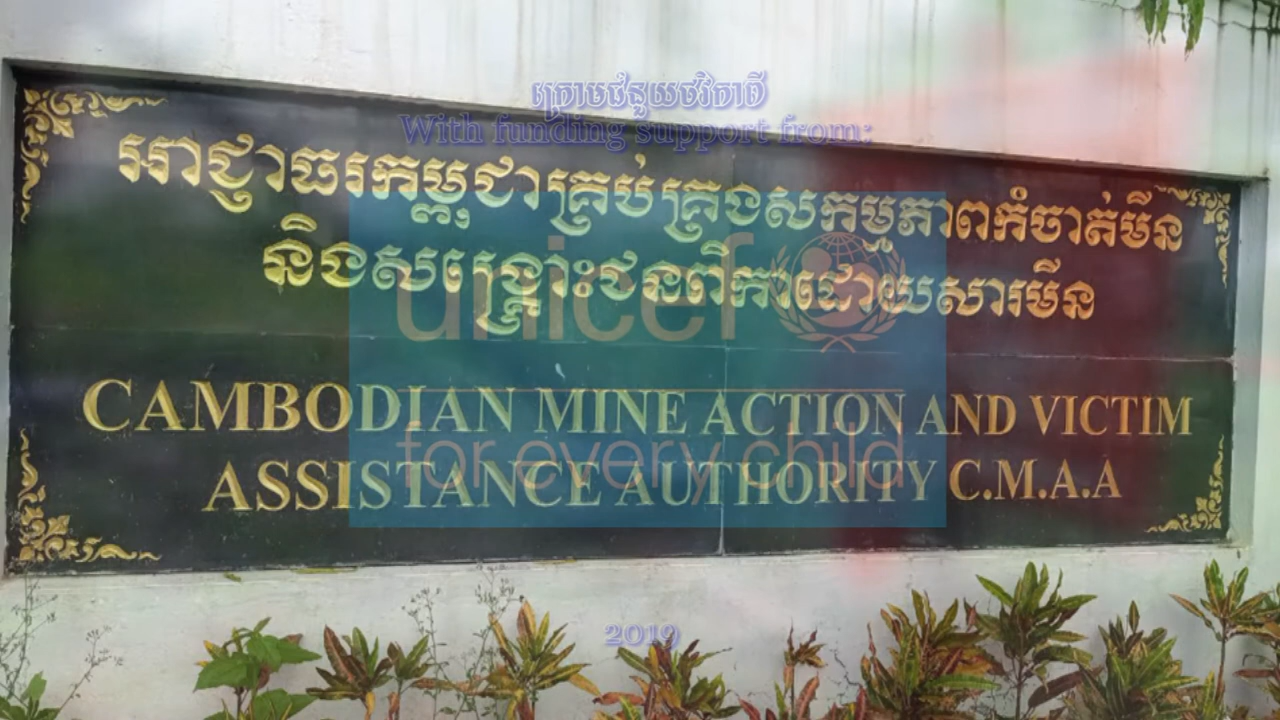 ក្រោមជំនួយថវិកាពី
With funding support from:
អាជ្ញាធរកម្ពុជាគ្រប់គ្រងសកម្មភាពកំចាត់មីន
និងសង្គ្រោះជនពិការដោយសារមីន
unicef
CAMBODIAN MINE ACTION AND VICTIM
for every child
ASSISTANCE AUTHORITY C.M.A.A
2019